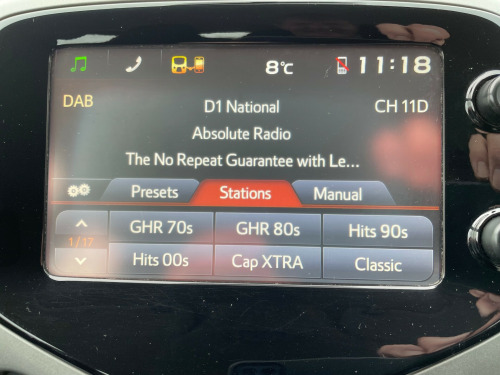 8°C 11:18
DAB D1 National CH 11D
Absolute Radio
The No Repeat Guarantee with Le...
Presets Stations Manual
GHR 70s GHR 80s Hits 90s
1/17
Hits 00s Cap XTRA Classic